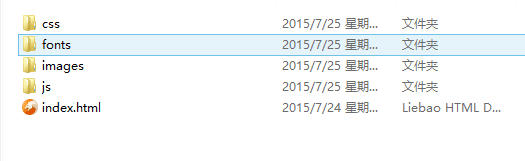 css 2015/7/25 星期... 文件夹
fonts 2015/7/25 星期... 文件夹
images 2015/7/25 星期... 文件夹
js 2015/7/25 星期... 文件夹
index.html 2015/7/24 星期... Liebao HTML D...